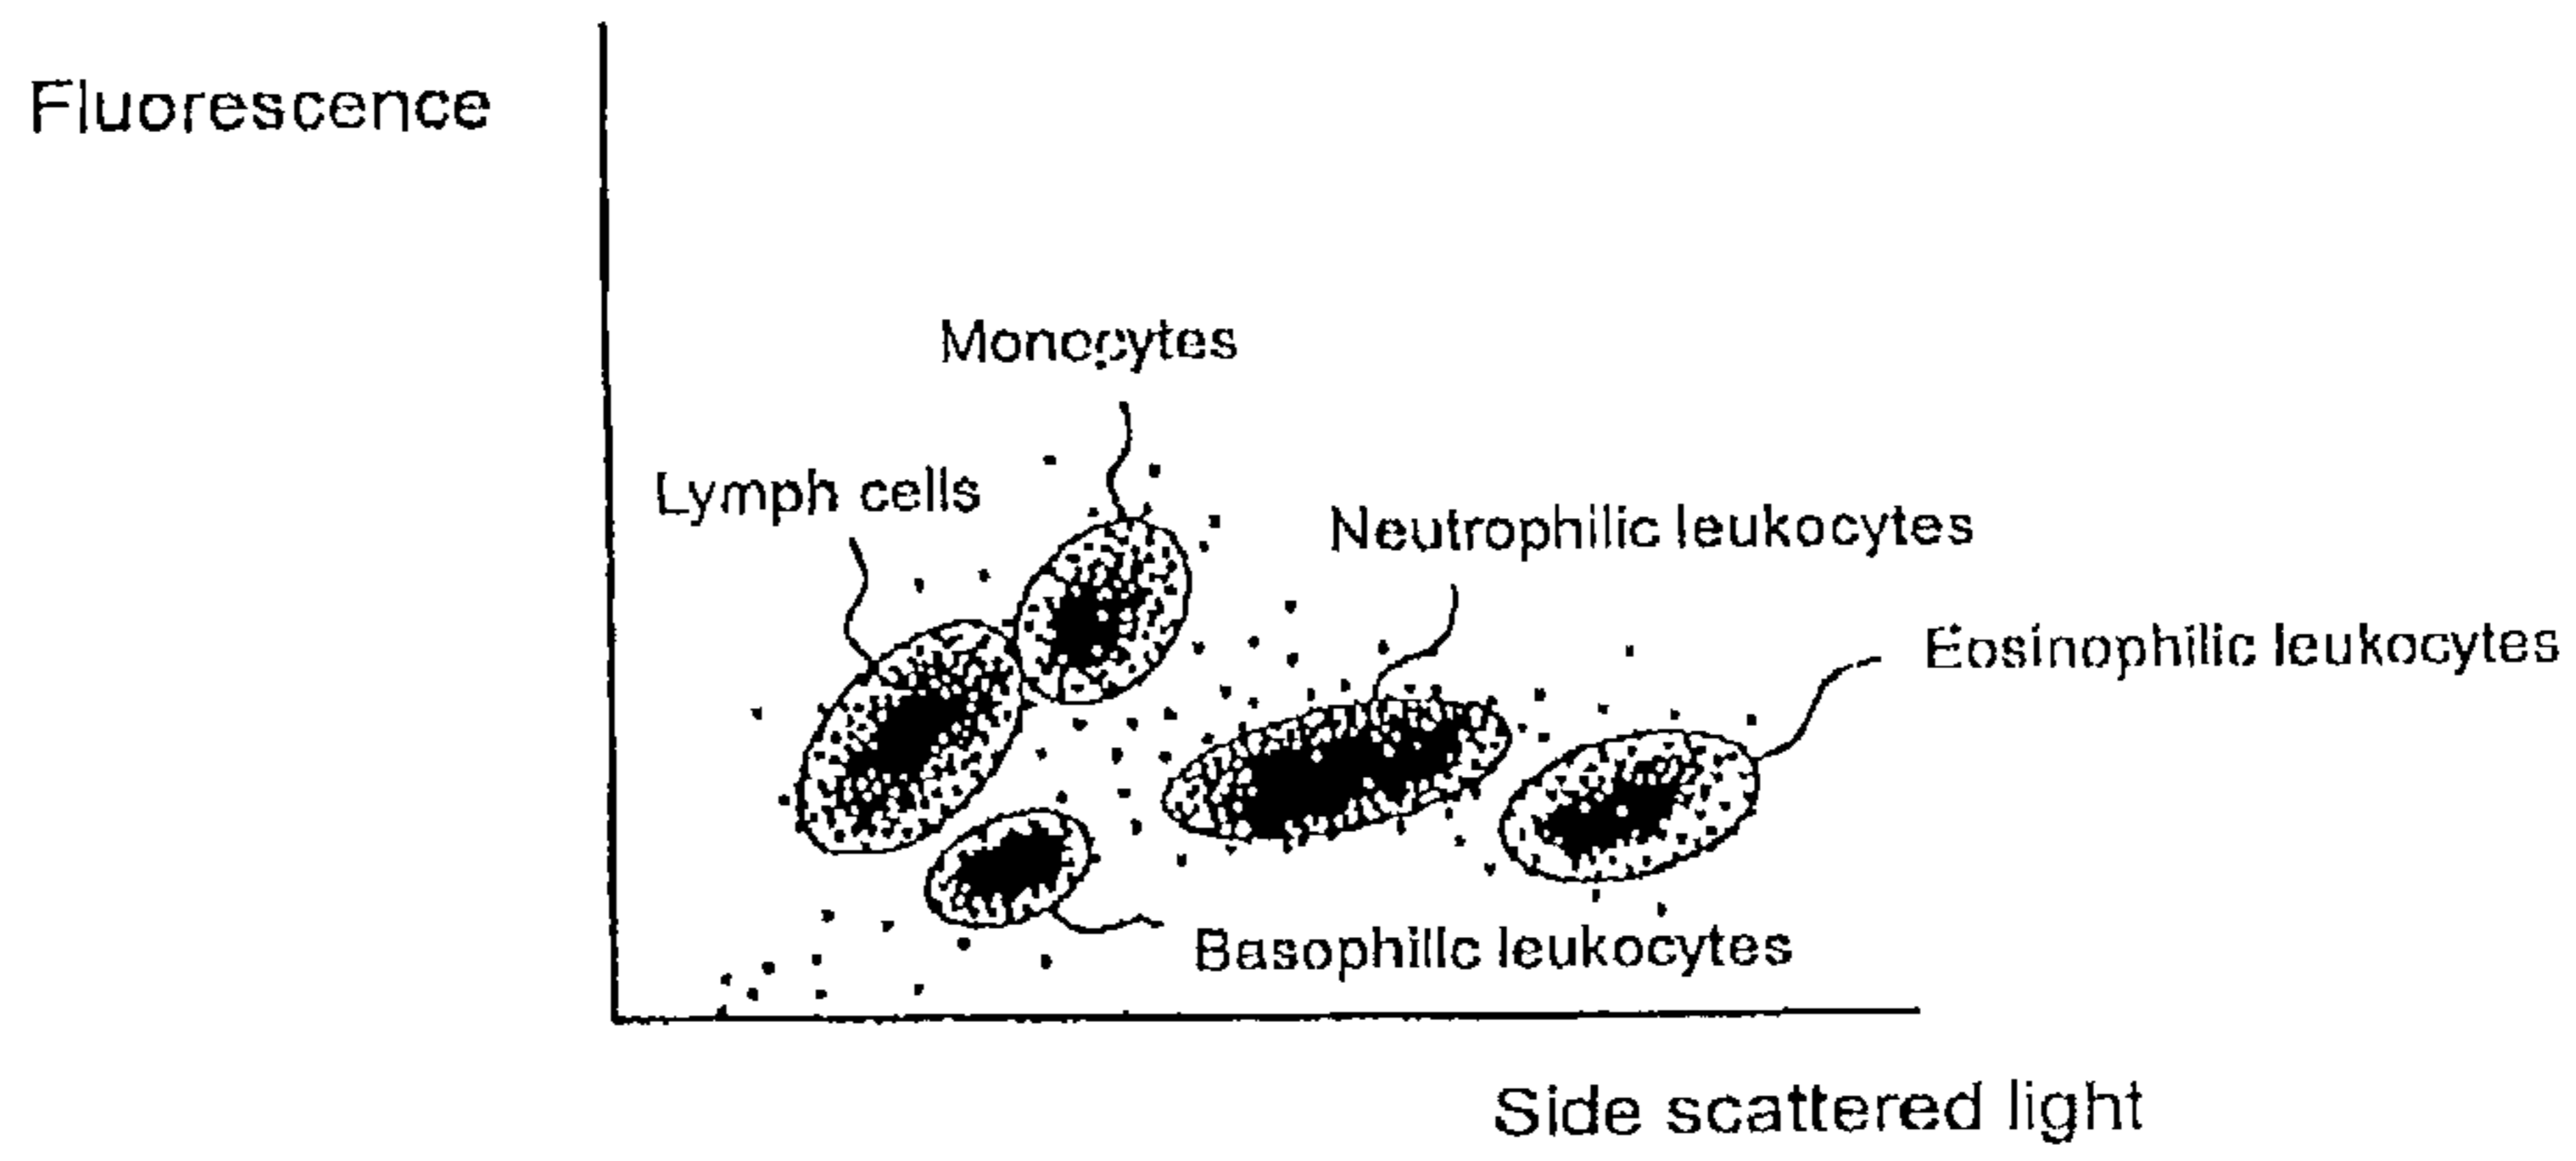 Fluorescence
Monocytes
Lymph cells
Neutrophilic leukocytes
Eosinophilic leukocytes
Basophilic leukocytes
Side scattered light